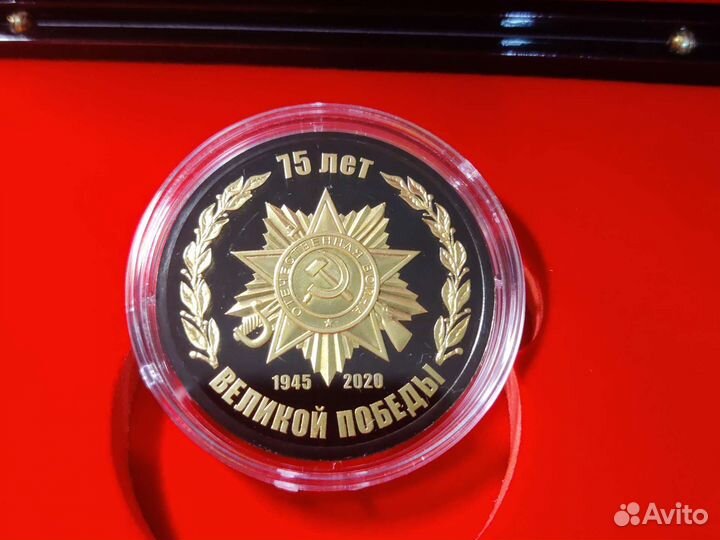 75 лет
ОТЕЧЕСТВЕННАЯ ВОЙНА
1945 2020
ВЕЛИКОЙ ПОБЕДЫ
Avito